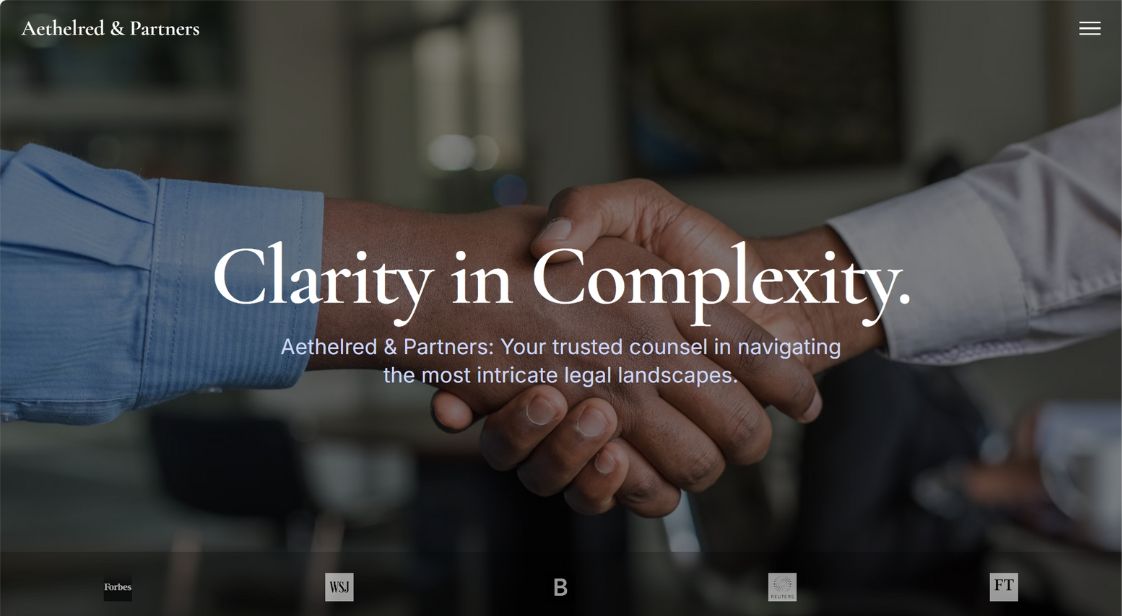 Aethelred & Partners
Clarity in Complexity.
Aethelred & Partners: Your trusted counsel in navigating
the most intricate legal landscapes.
Forbes
WSJ
B
REUTERS
FT